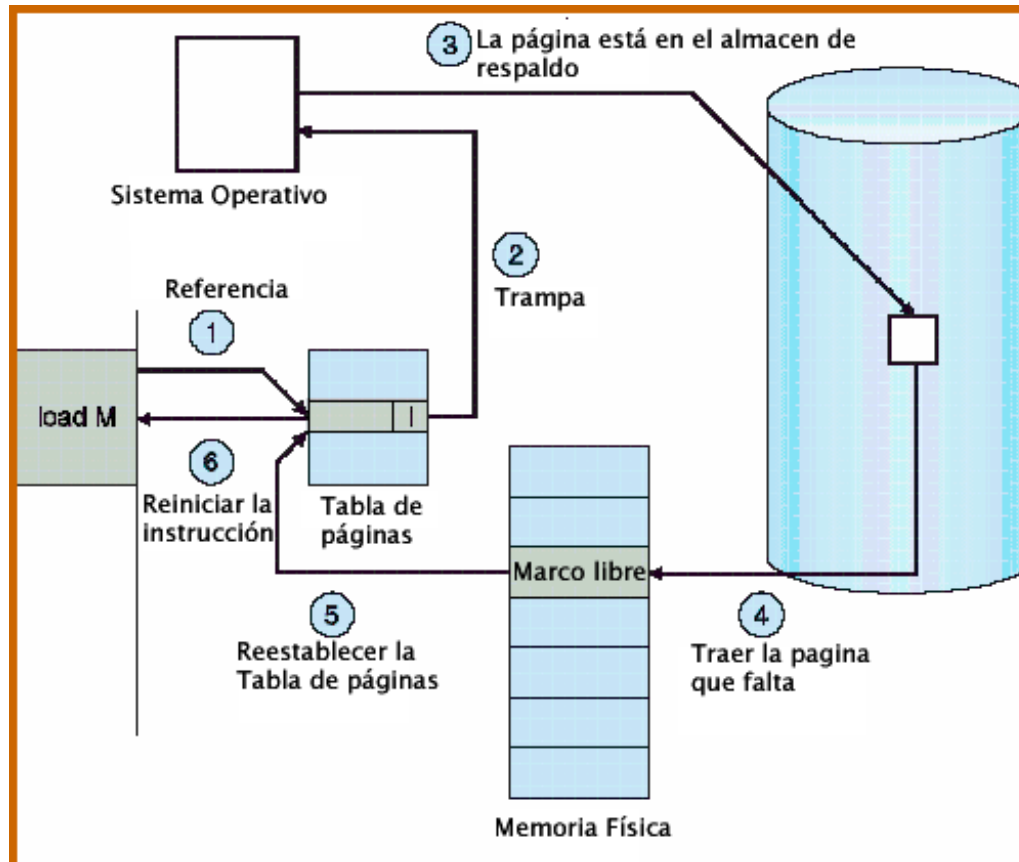 3
La página está en el almacen de
respaldo
Sistema Operativo
2
Trampa
Referencia
1
load M
I
6
Reiniciar la
instrucción
Tabla de
páginas
Marco libre
5
Reestablecer la
Tabla de páginas
4
Traer la pagina
que falta
Memoria Física